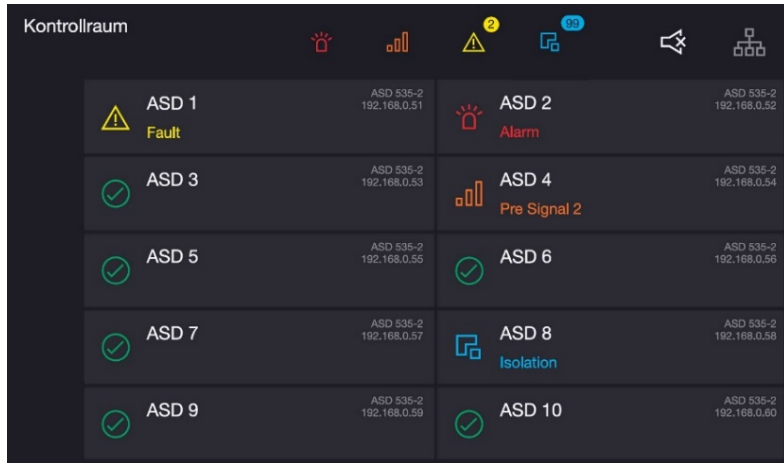 Kontrollraum
2
99
ASD 1
ASD 535-2
192.168.0.51
Fault
ASD 2
ASD 535-2
192.168.0.52
Alarm
ASD 3
ASD 535-2
192.168.0.53
ASD 4
ASD 535-2
192.168.0.54
Pre Signal 2
ASD 5
ASD 535-2
192.168.0.55
ASD 6
ASD 535-2
192.168.0.56
ASD 7
ASD 535-2
192.168.0.57
ASD 8
ASD 535-2
192.168.0.58
Isolation
ASD 9
ASD 535-2
192.168.0.59
ASD 10
ASD 535-2
192.168.0.60